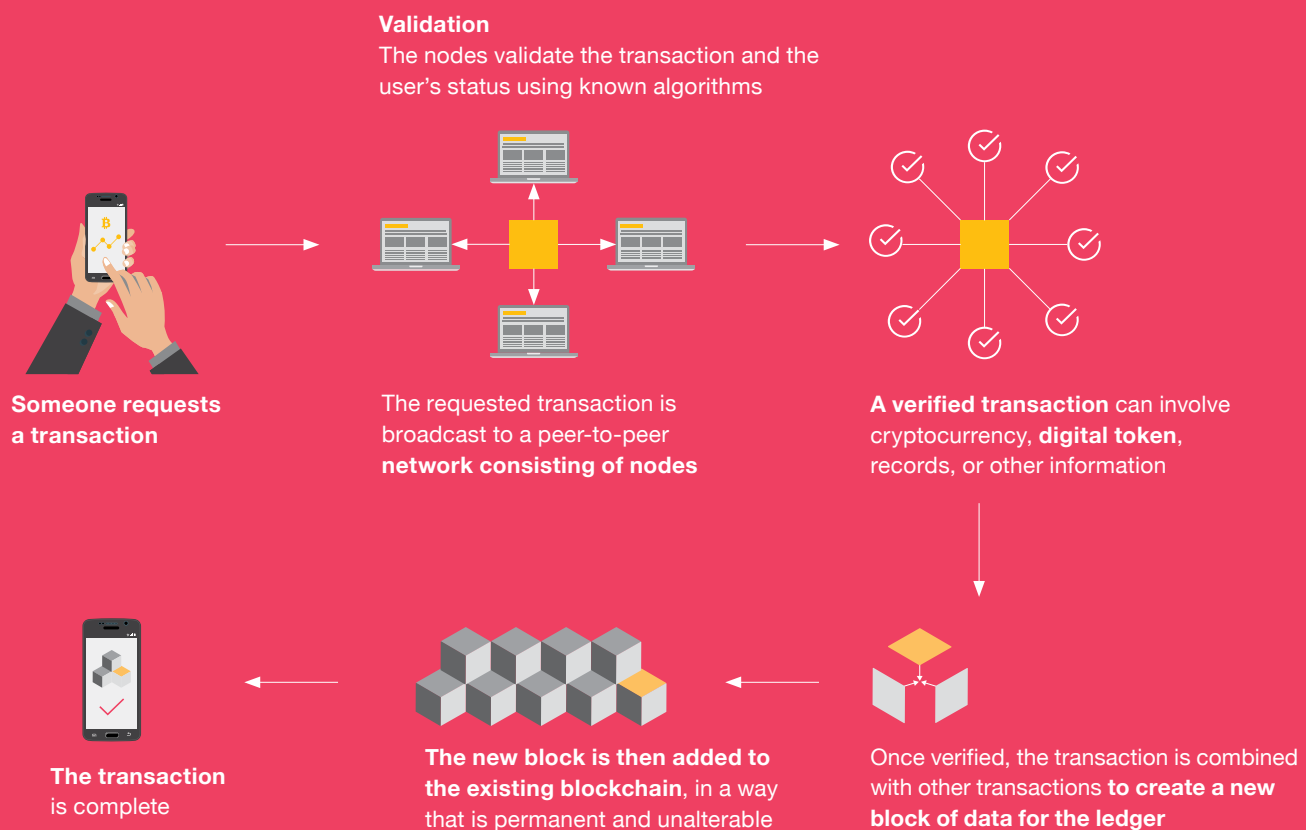 Validation
The nodes validate the transaction and the
user’s status using known algorithms
Someone requests
a transaction
The requested transaction is
broadcast to a peer-to-peer
network consisting of nodes
A verified transaction can involve
cryptocurrency, digital token,
records, or other information
Once verified, the transaction is combined
with other transactions to create a new
block of data for the ledger
The new block is then added to
the existing blockchain, in a way
that is permanent and unalterable
The transaction
is complete